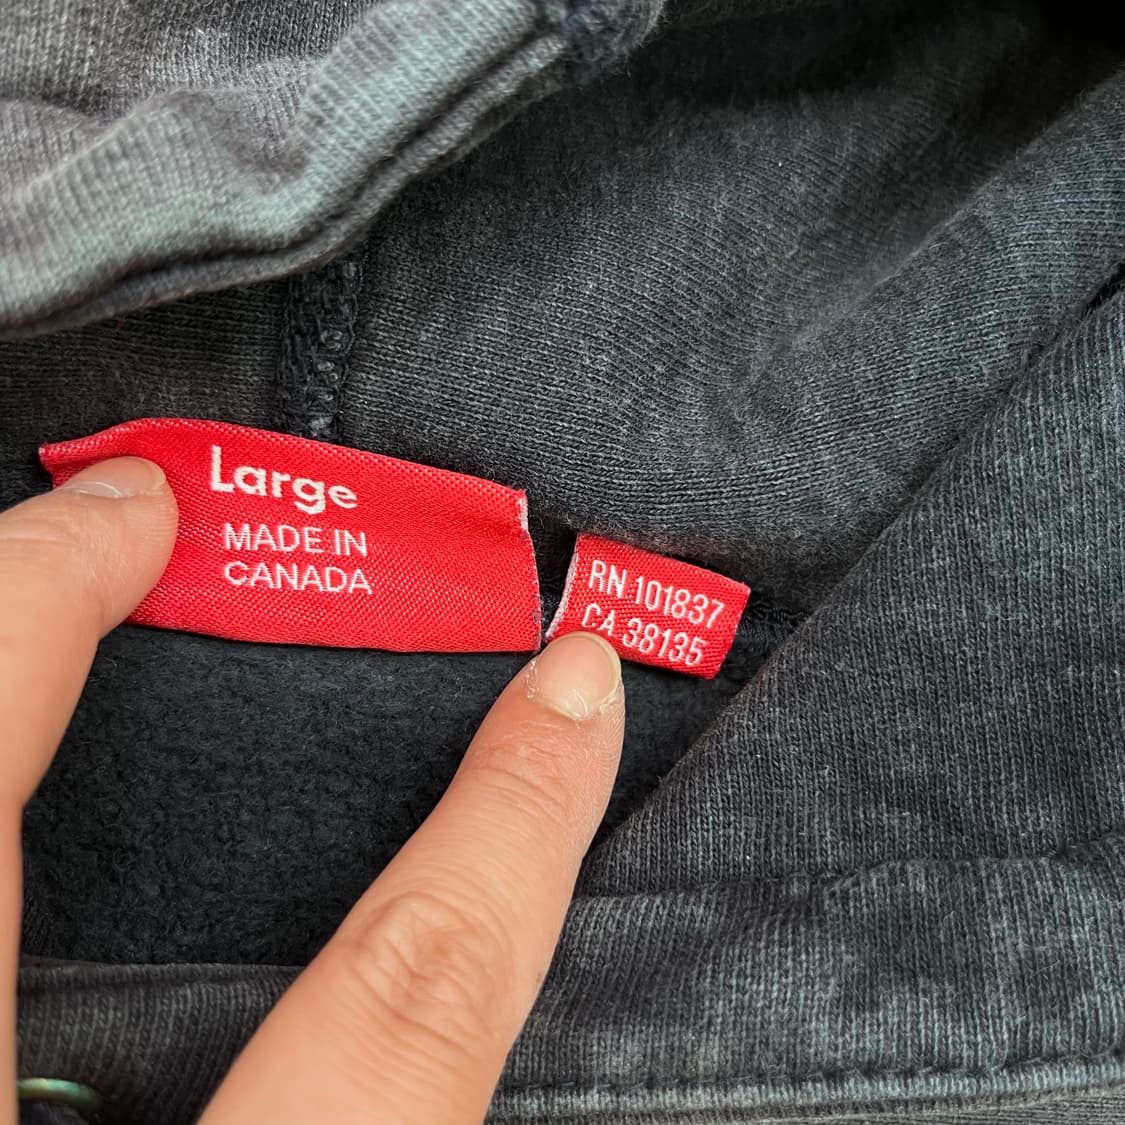 Large
MADE IN
CANADA
RN 101837
CA 38135